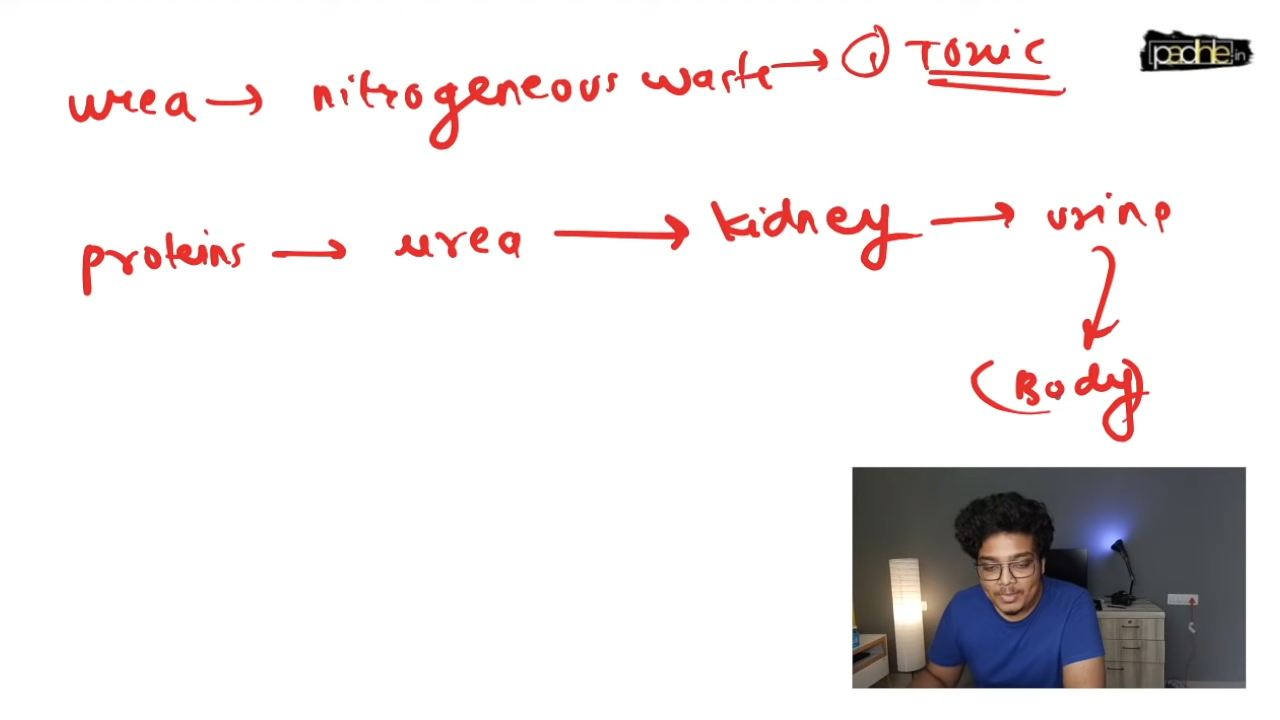 urea → nitrogeneous waste → ① Toxic
proteins → urea → kidney → urine
(Body)
padhle.in